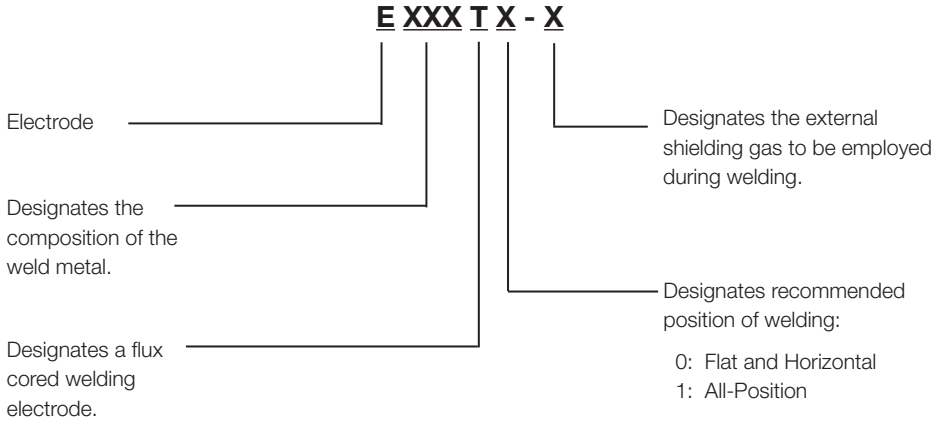 E XXX T X - X
Electrode
Designates the
composition of the
weld metal.
Designates a flux
cored welding
electrode.
Designates the external
shielding gas to be employed
during welding.
Designates recommended
position of welding:
0: Flat and Horizontal
1: All-Position